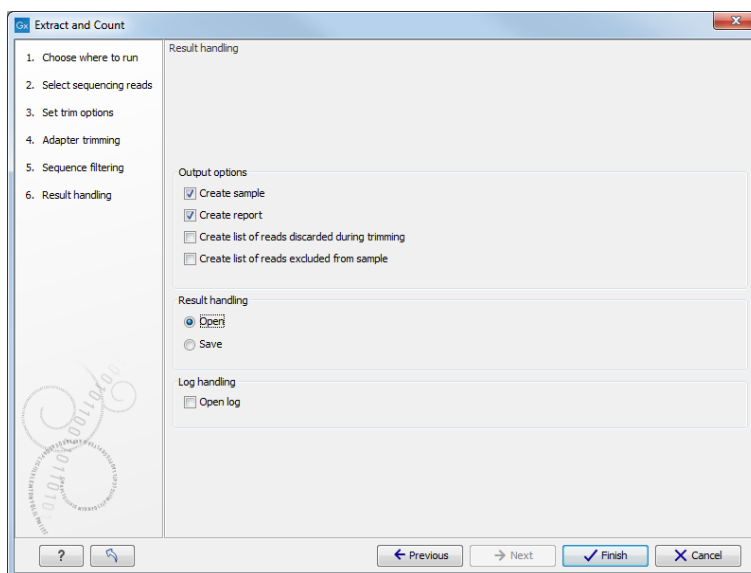 Gx Extract and Count
1. Choose where to run
2. Select sequencing reads
3. Set trim options
4. Adapter trimming
5. Sequence filtering
6. Result handling
Result handling
Output options
Create sample
Create report
Create list of reads discarded during trimming
Create list of reads excluded from sample
Result handling
Open
Save
Log handling
Open log
?
Previous
Next
Finish
Cancel